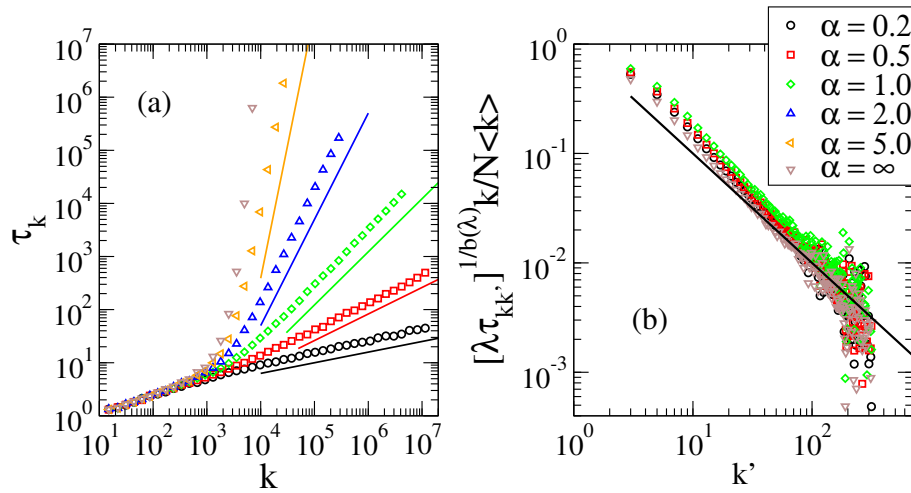 10^7
10^6
10^5
10^4
10^3
10^2
10^1
10^0
τ_k
(a)
10^1 10^2 10^3 10^4 10^5 10^6 10^7
k
10^0
10^-1
10^-2
10^-3
[λτ_kk']^1/b(λ) k/N<k>
(b)
10^0 10^2
k'
α = 0.2
α = 0.5
α = 1.0
α = 2.0
α = 5.0
α = ∞